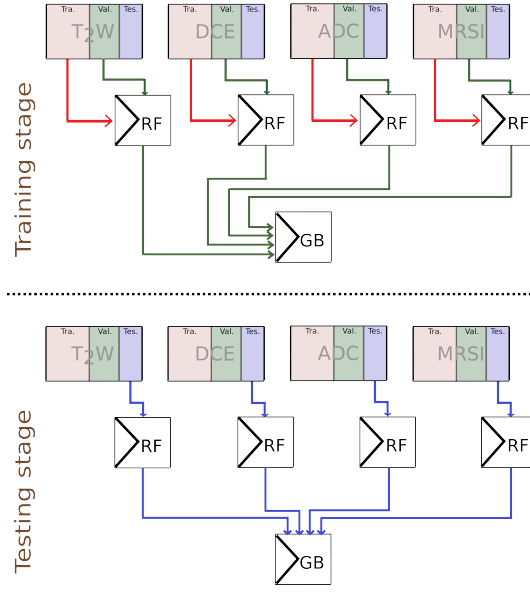 Tra. Val. Tes. Tra. Val. Tes. Tra. Val. Tes. Tra. Val. Tes.
T2W DCE ADC MRSI
Training stage
RF RF RF RF
GB
Tra. Val. Tes. Tra. Val. Tes. Tra. Val. Tes. Tra. Val. Tes.
T2W DCE ADC MRSI
Testing stage
RF RF RF RF
GB